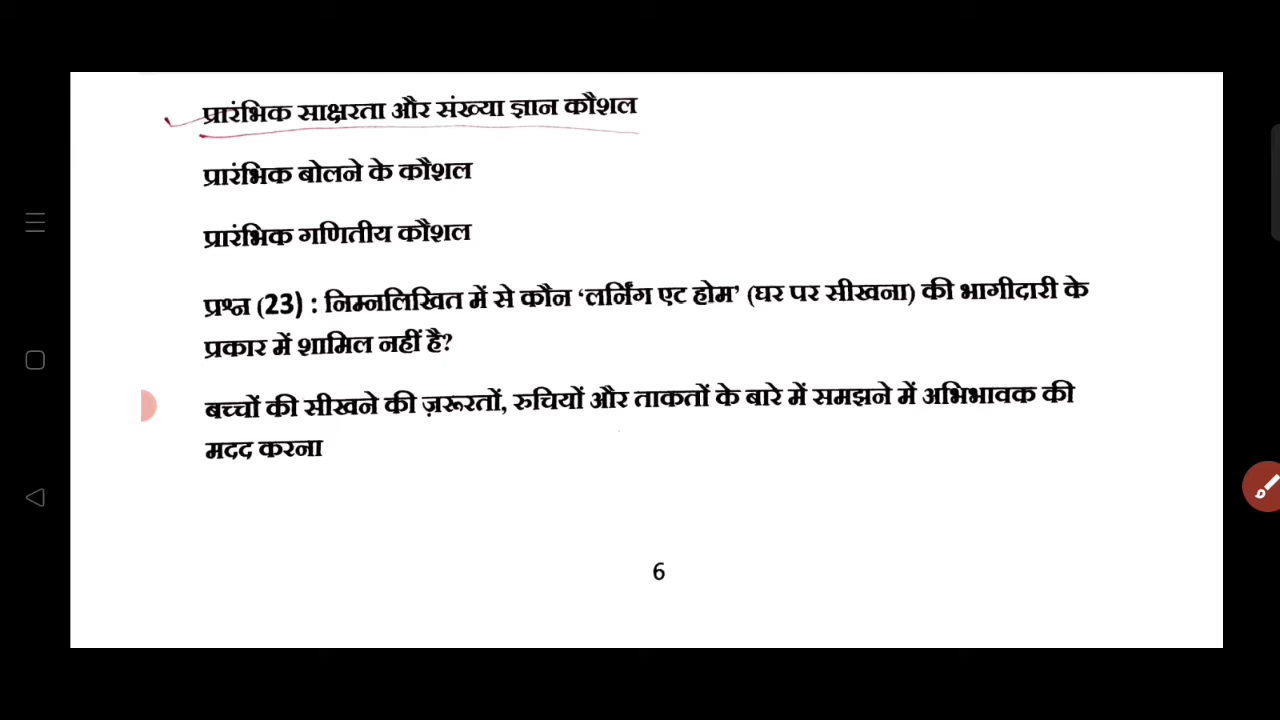 प्रारंभिक साक्षरता और संख्या ज्ञान कौशल
प्रारंभिक बोलने के कौशल
प्रारंभिक गणितीय कौशल
प्रश्न (23) : निम्नलिखित में से कौन ‘लर्निंग एट होम’ (घर पर सीखना) की भागीदारी के
प्रकार में शामिल नहीं है?
बच्चों की सीखने की ज़रूरतों, रुचियों और ताकतों के बारे में समझने में अभिभावक की
मदद करना
6